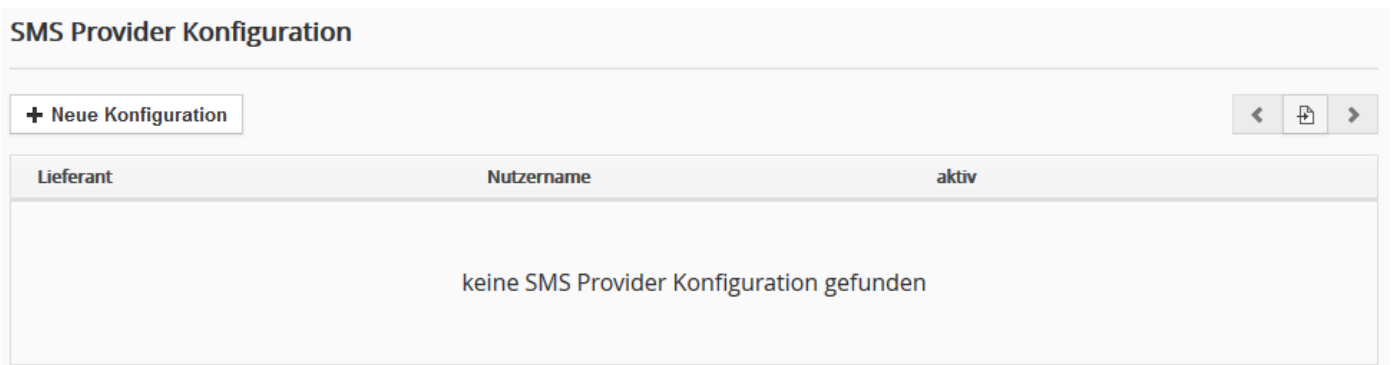 SMS Provider Konfiguration
+ Neue Konfiguration
Lieferant Nutzername aktiv
keine SMS Provider Konfiguration gefunden